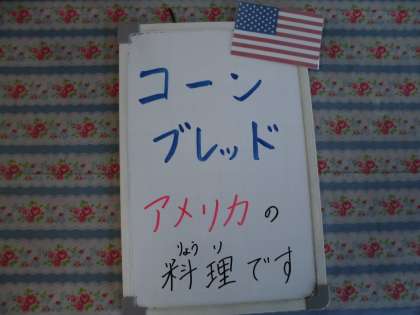 コーン
ブレッド
アメリカの
りょうり
料理です